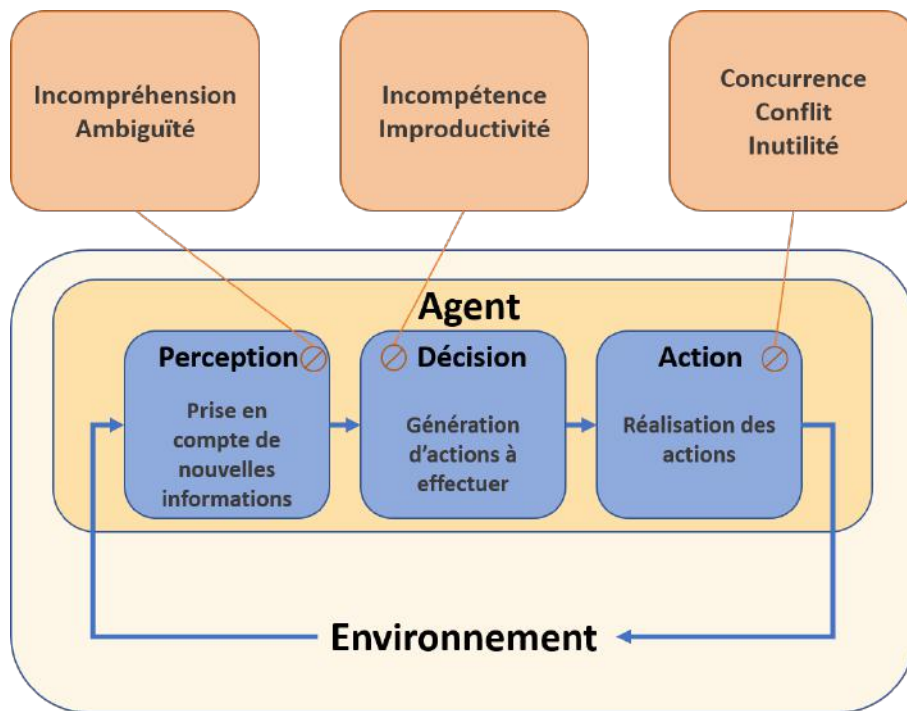 Incompréhension
Ambiguïté
Incompétence
Improductivité
Concurrence
Conflit
Inutilité
Agent
Perception
Prise en
compte de
nouvelles
informations
Décision
Génération
d'actions à
effectuer
Action
Réalisation des
actions
Environnement